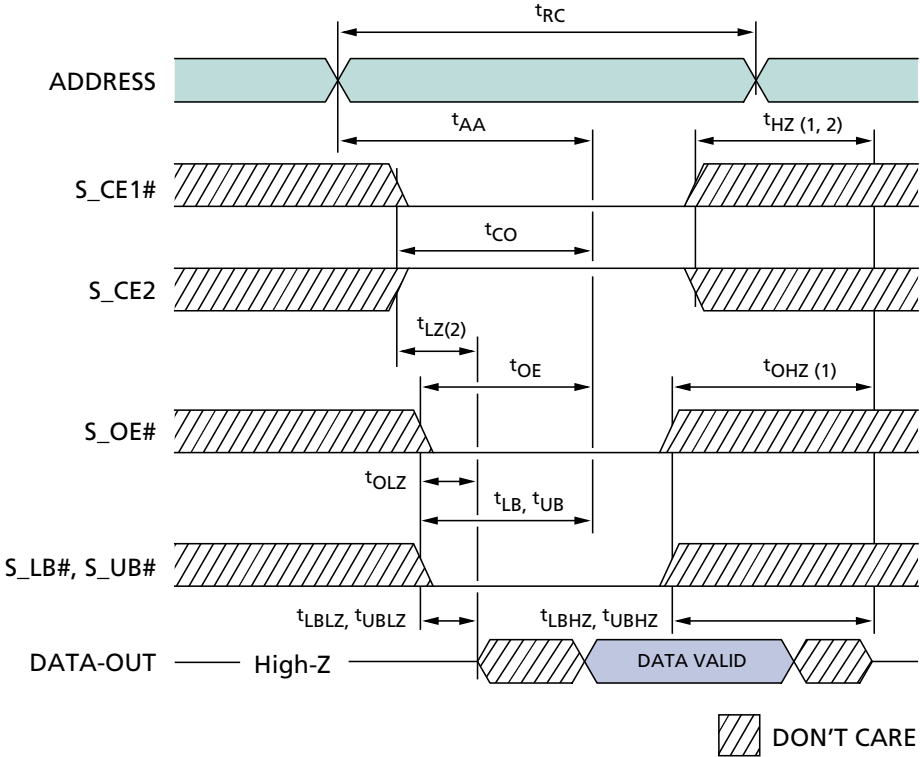 tRC
ADDRESS
tAA
tHZ (1, 2)
S_CE1#
tCO
S_CE2
tLZ(2)
tOE
tOHZ (1)
S_OE#
tOLZ
tLB, tUB
S_LB#, S_UB#
tLBLZ, tUBLZ
tLBHZ, tUBHZ
DATA-OUT
High-Z
DATA VALID
DON'T CARE